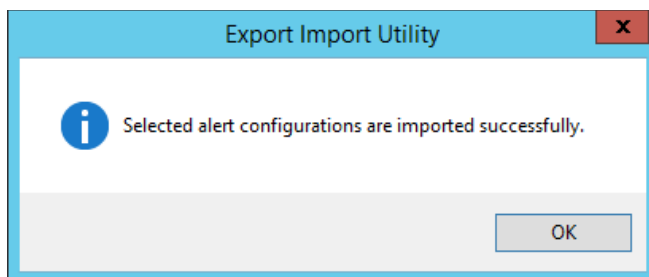 Export Import Utility
x
Selected alert configurations are imported successfully.
OK